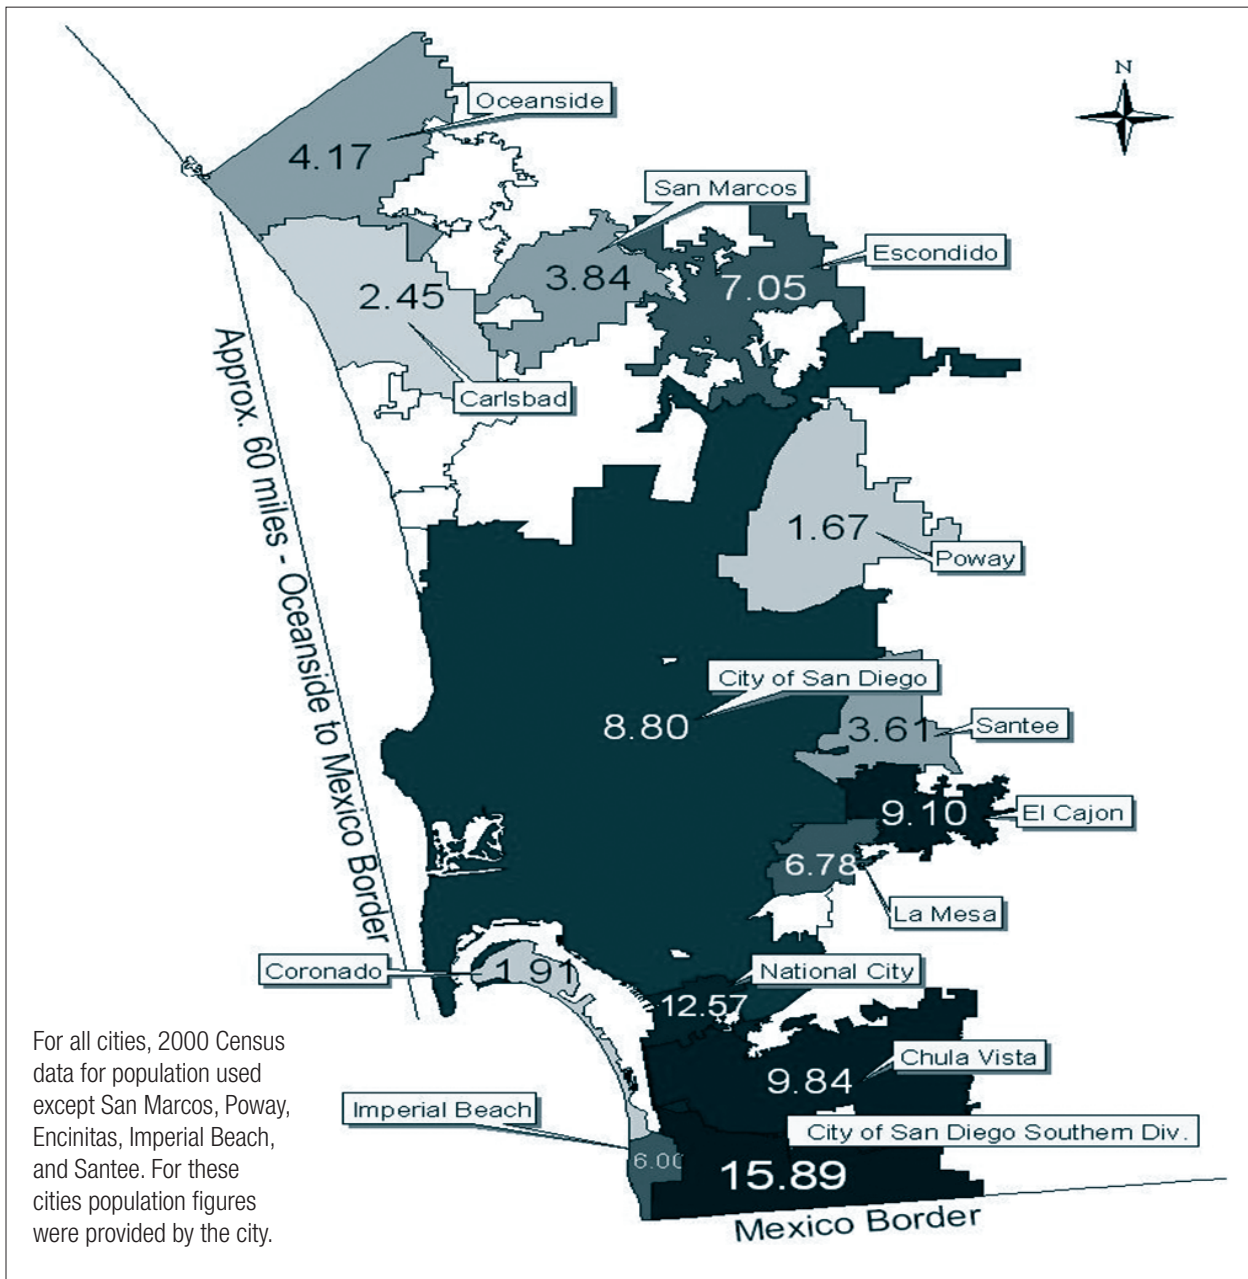 N
Oceanside
4.17
San Marcos
Escondido
3.84
7.05
2.45
Carlsbad
Approx. 60 miles - Oceanside to Mexico Border
1.67
Poway
City of San Diego
8.80
3.61
Santee
9.10
El Cajon
6.78
La Mesa
Coronado
1.91
National City
12.57
Chula Vista
9.84
Imperial Beach
City of San Diego Southern Div.
6.00
15.89
Mexico Border
For all cities, 2000 Census
data for population used
except San Marcos, Poway,
Encinitas, Imperial Beach,
and Santee. For these
cities population figures
were provided by the city.